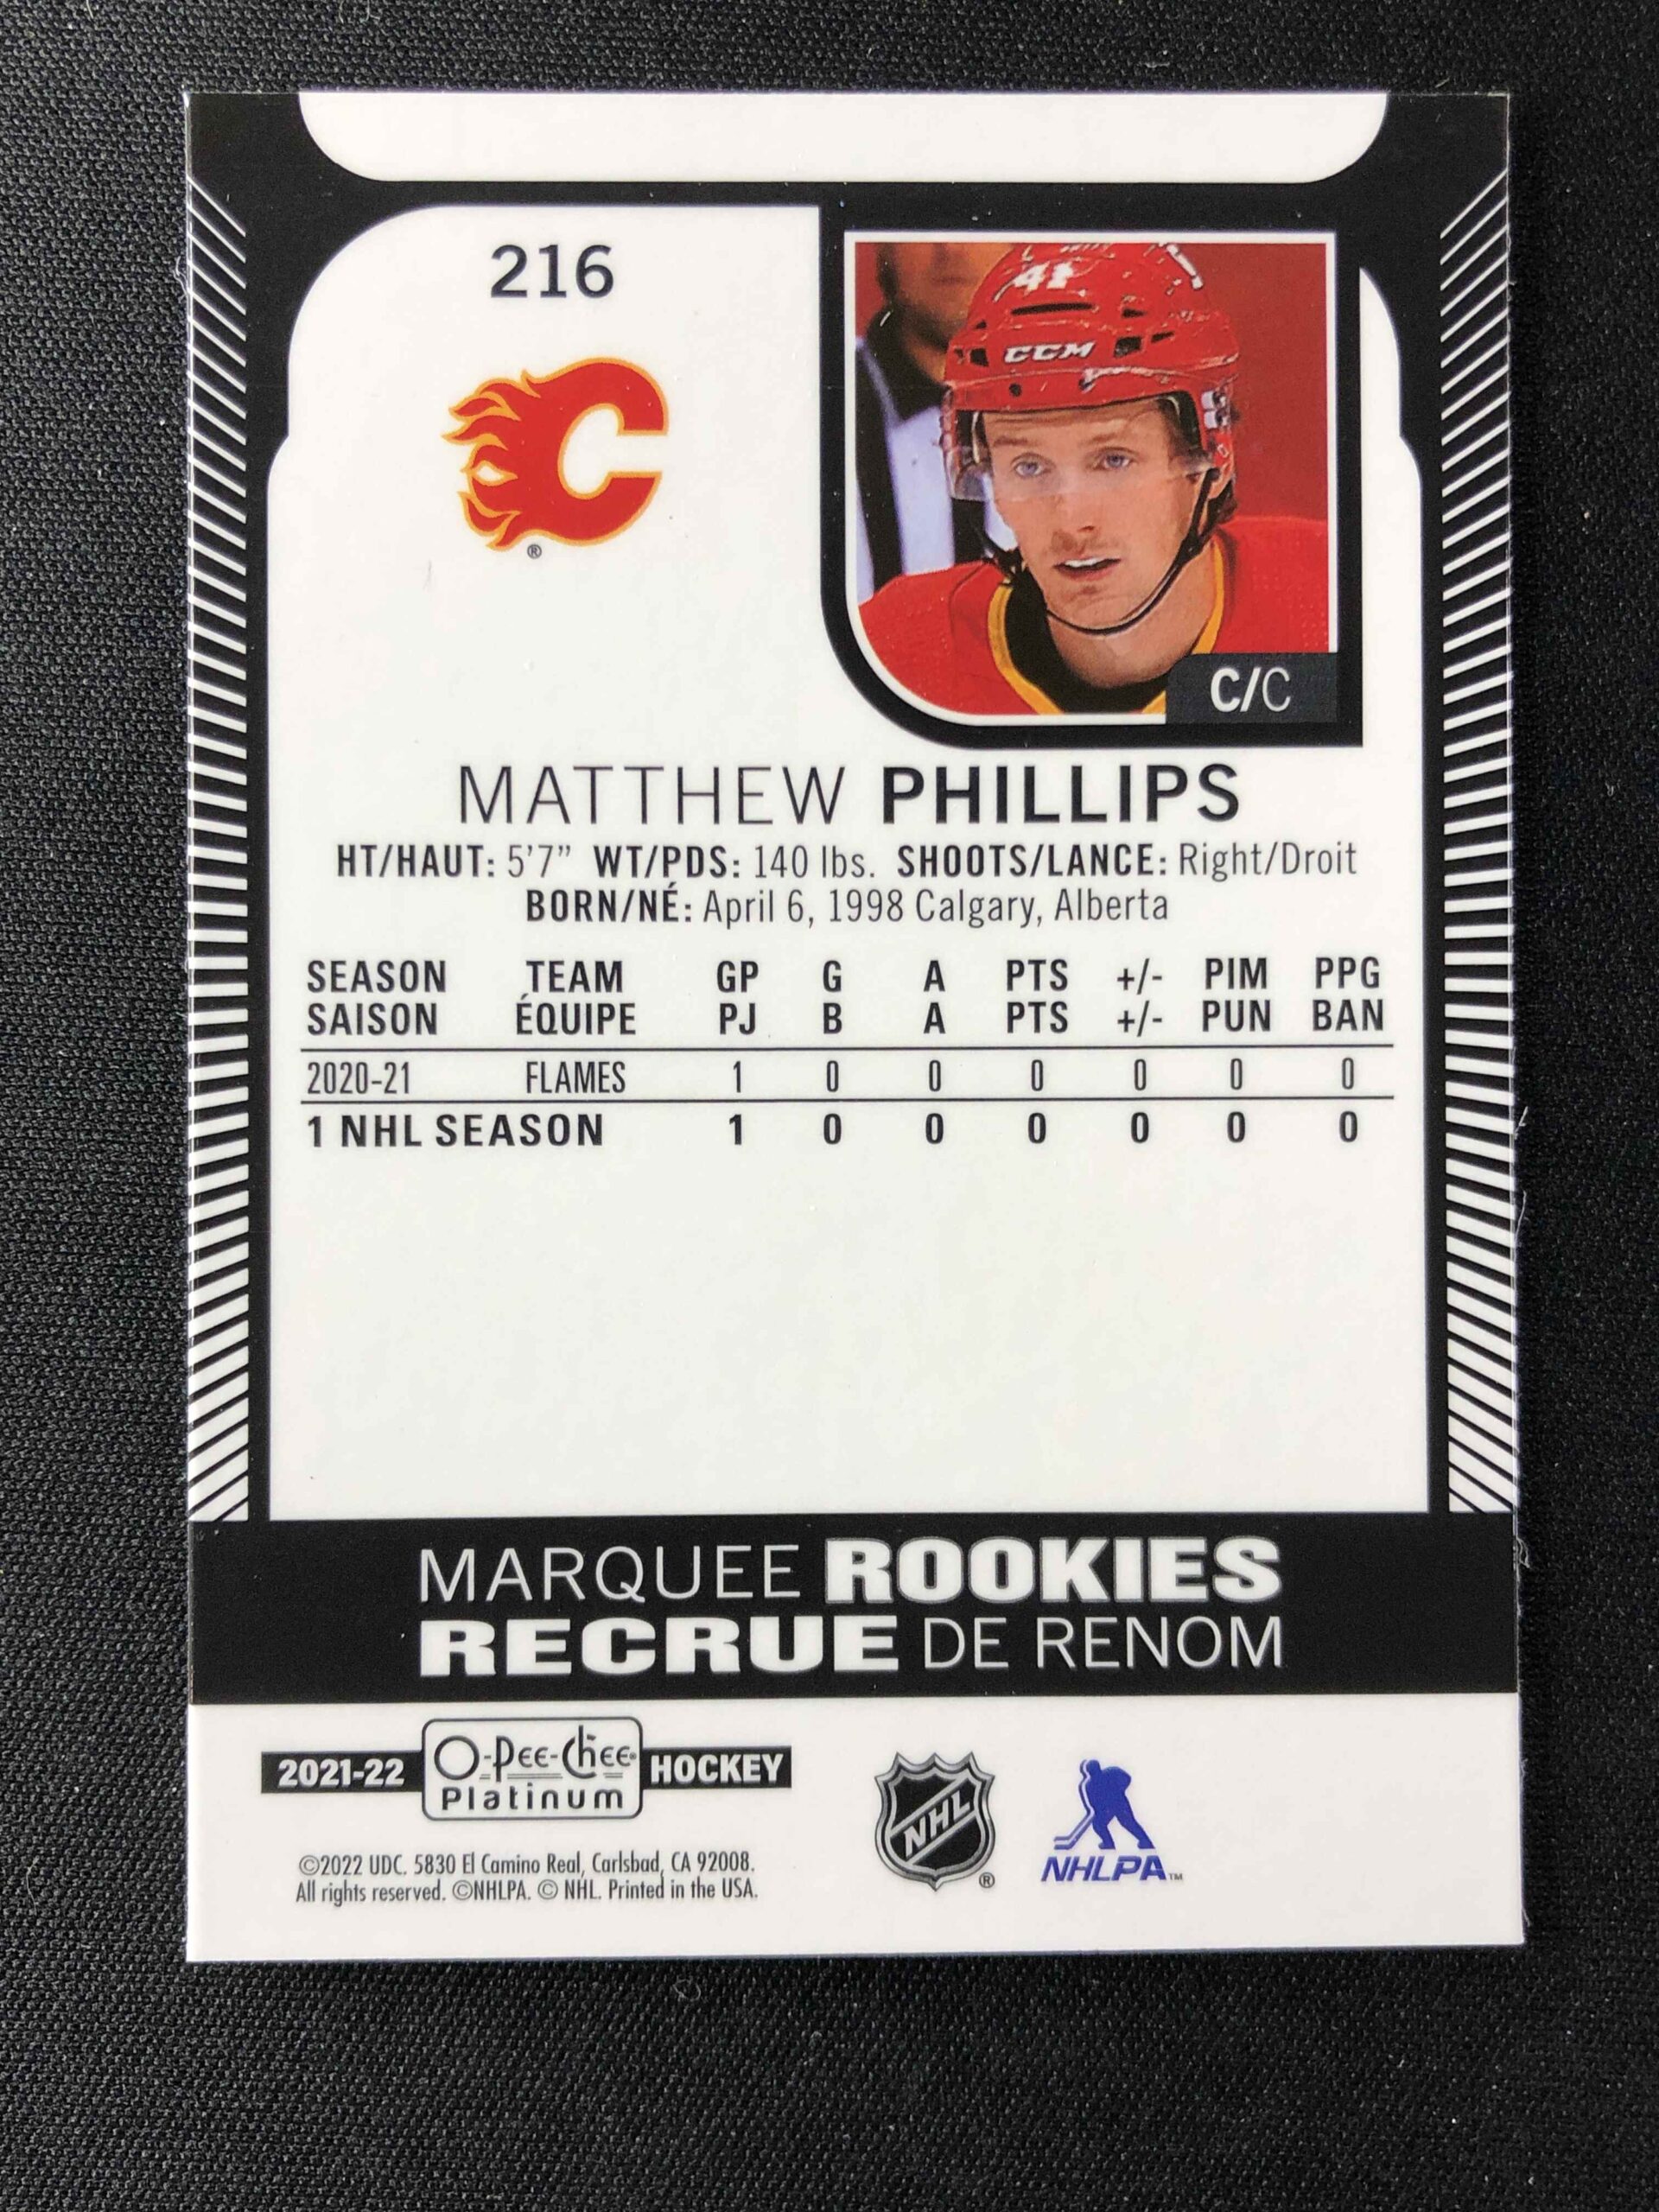 216
41
CCM
®
C/C
MATTHEW PHILLIPS
HT/HAUT: 5'7” WT/PDS: 140 lbs. SHOOTS/LANCE: Right/Droit
BORN/NÉ: April 6, 1998 Calgary, Alberta
SEASON TEAM GP G A PTS +/- PIM PPG
SAISON ÉQUIPE PJ B A PTS +/- PUN BAN
2020-21 FLAMES 1 0 0 0 0 0 0
1 NHL SEASON 1 0 0 0 0 0 0
MARQUEE ROOKIES
RECRUE DE RENOM
2021-22 O-Pee-Chee Platinum HOCKEY
NHL ®
NHLPA™
©2022 UDC. 5830 El Camino Real, Carlsbad, CA 92008.
All rights reserved. ©NHLPA. © NHL. Printed in the USA.